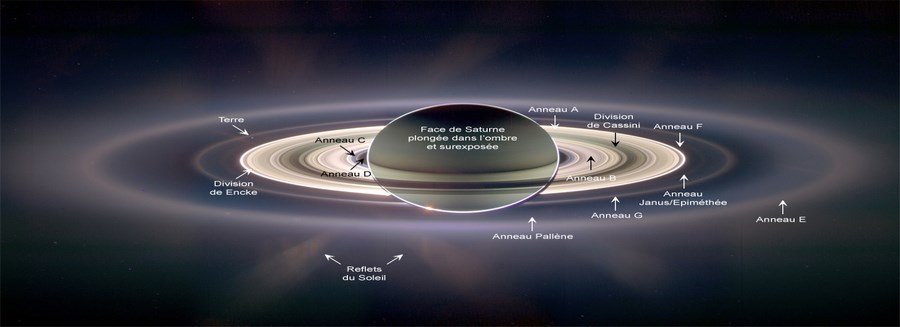 Anneau A
Division
de Cassini
Terre
Anneau F
Face de Saturne
plongée dans l'ombre
et surexposée
Anneau C
Anneau D
Anneau B
Division
de Encke
Anneau
Janus/Epiméthée
Anneau G
Anneau E
Anneau Pallène
Reflets
du Soleil